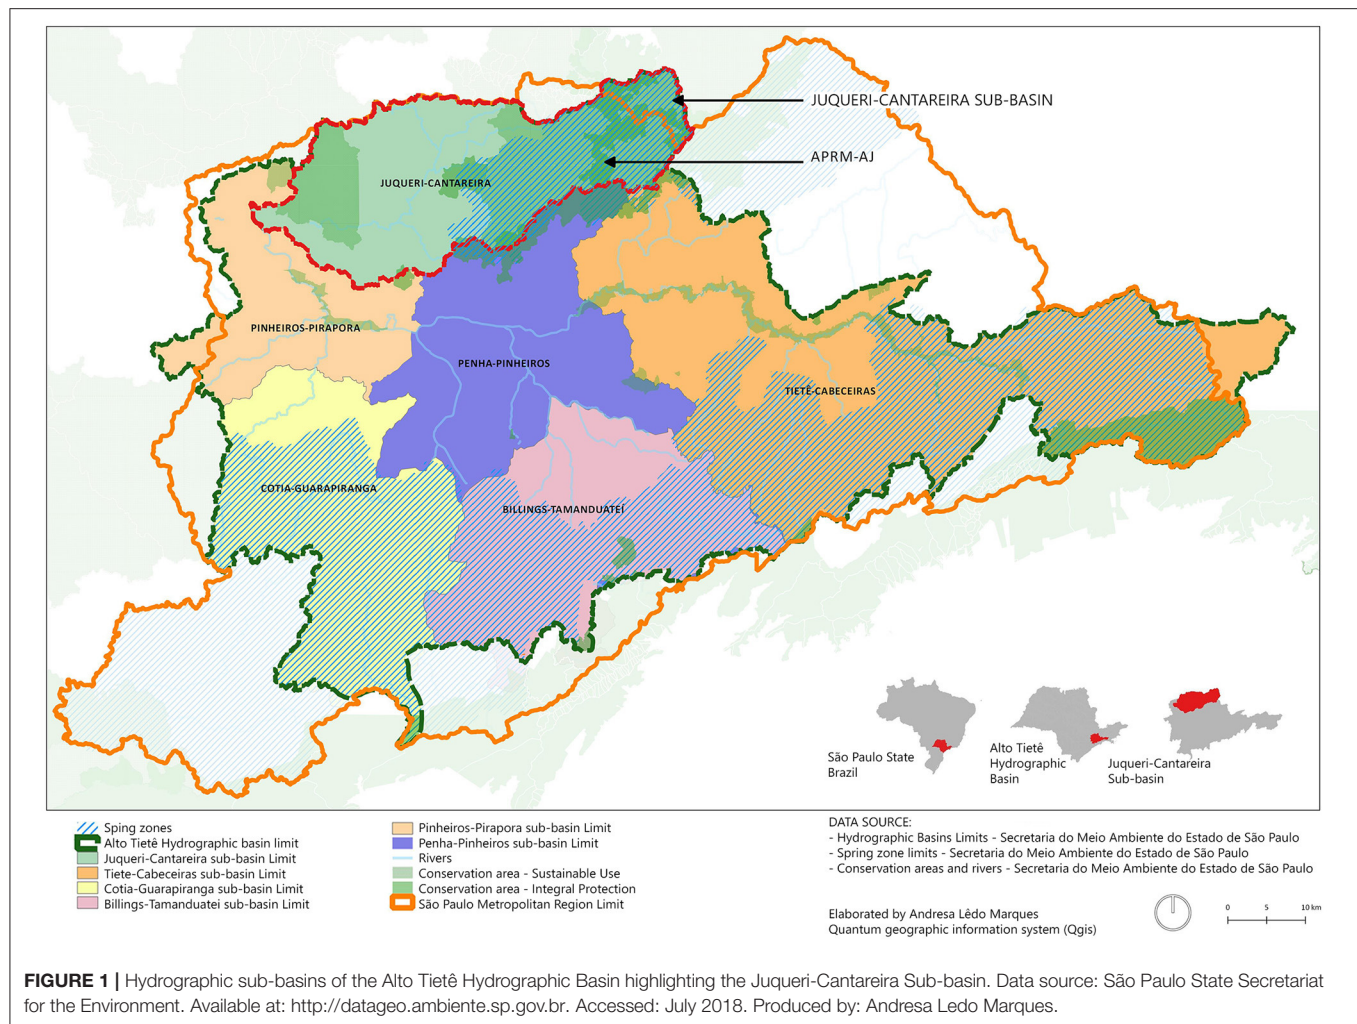 JUQUERI-CANTAREIRA SUB-BASIN
APRM-AJ
JUQUERI-CANTAREIRA
PINHEIROS-PIRAPORA
PENHA-PINHEIROS
TIETÊ-CABECEIRAS
COTIA-GUARAPIRANGA
BILLINGS-TAMANDUATEÍ
São Paulo State
Brazil
Alto Tietê
Hydrographic
Basin
Juqueri-Cantareira
Sub-basin
Sping zones
Alto Tietê Hydrographic basin limit
Juqueri-Cantareira sub-basin Limit
Tiete-Cabeceiras sub-basin Limit
Cotia-Guarapiranga sub-basin Limit
Billings-Tamanduatei sub-basin Limit
Pinheiros-Pirapora sub-basin Limit
Penha-Pinheiros sub-basin Limit
Rivers
Conservation area - Sustainable Use
Conservation area - Integral Protection
São Paulo Metropolitan Region Limit
DATA SOURCE:
- Hydrographic Basins Limits - Secretaria do Meio Ambiente do Estado de São Paulo
- Spring zone limits - Secretaria do Meio Ambiente do Estado de São Paulo
- Conservation areas and rivers - Secretaria do Meio Ambiente do Estado de São Paulo
Elaborated by Andresa Lêdo Marques
Quantum geographic information system (Qgis)
0 5 10 km
FIGURE 1 | Hydrographic sub-basins of the Alto Tietê Hydrographic Basin highlighting the Juqueri-Cantareira Sub-basin. Data source: São Paulo State Secretariat
for the Environment. Available at: http://datageo.ambiente.sp.gov.br. Accessed: July 2018. Produced by: Andresa Ledo Marques.